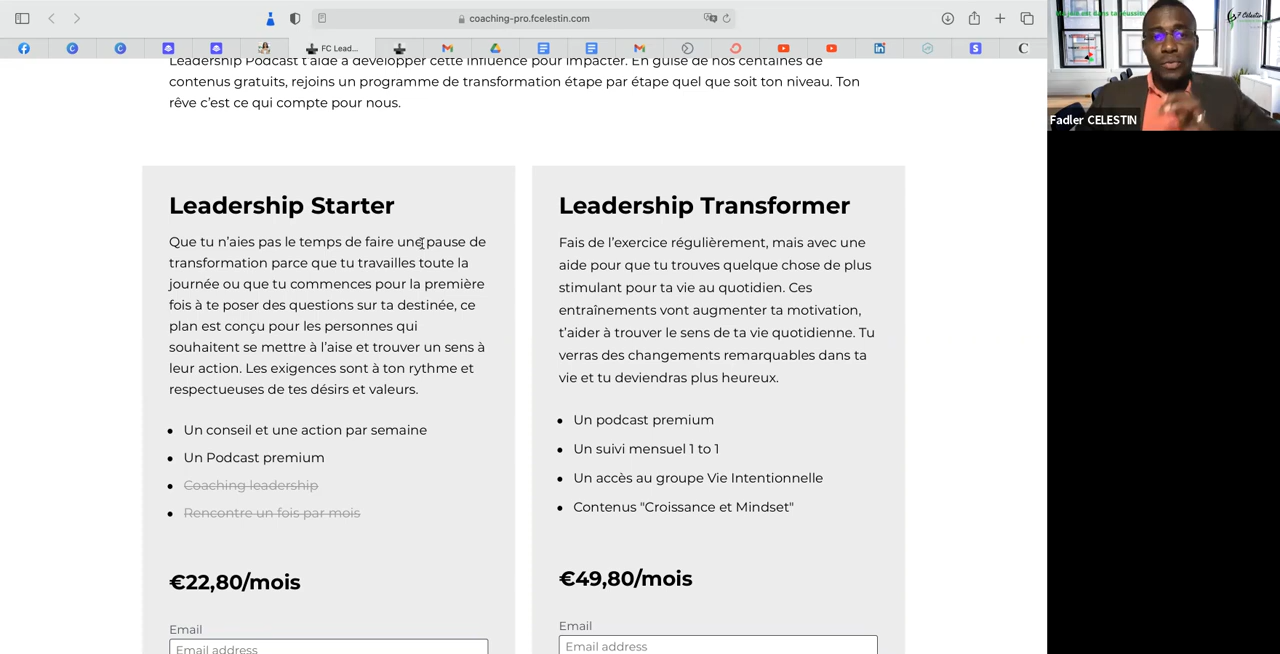 coaching-pro.fcelestin.com
FC Lead...
Leadership Podcast t'aide à développer cette influence pour impacter. En guise de nos centaines de
contenus gratuits, rejoins un programme de transformation étape par étape quel que soit ton niveau. Ton
rêve c'est ce qui compte pour nous.
Leadership Starter
Que tu n'aies pas le temps de faire une pause de
transformation parce que tu travailles toute la
journée ou que tu commences pour la première
fois à te poser des questions sur ta destinée, ce
plan est conçu pour les personnes qui
souhaitent se mettre à l'aise et trouver un sens à
leur action. Les exigences sont à ton rythme et
respectueuses de tes désirs et valeurs.
• Un conseil et une action par semaine
• Un Podcast premium
• Coaching leadership
• Rencontre un fois par mois
€22,80/mois
Email
Email address
Leadership Transformer
Fais de l'exercice régulièrement, mais avec une
aide pour que tu trouves quelque chose de plus
stimulant pour ta vie au quotidien. Ces
entraînements vont augmenter ta motivation,
t'aider à trouver le sens de ta vie quotidienne. Tu
verras des changements remarquables dans ta
vie et tu deviendras plus heureux.
• Un podcast premium
• Un suivi mensuel 1 to 1
• Un accès au groupe Vie Intentionnelle
• Contenus "Croissance et Mindset"
€49,80/mois
Email
Email address
Fadler CELESTIN